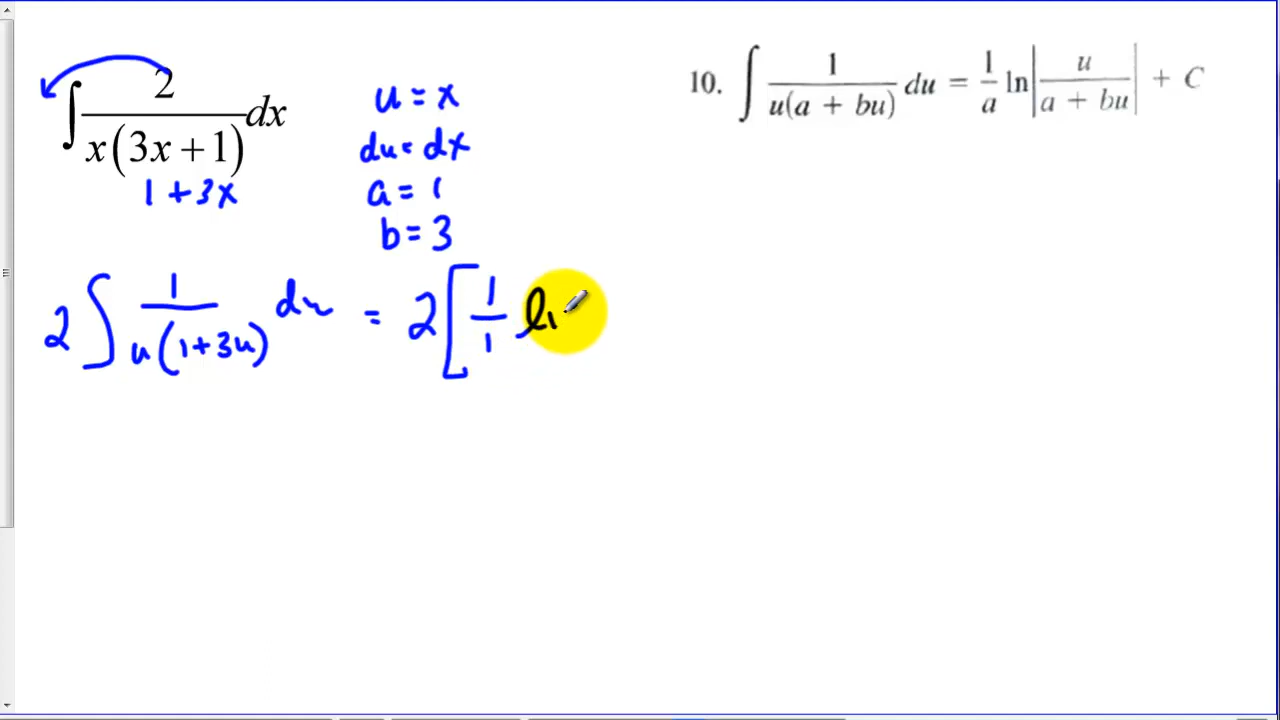 ∫ 2/(x(3x + 1)) dx
1 + 3x
u = x
du = dx
a = 1
b = 3
10. ∫ 1/(u(a + bu)) du = 1/a ln|u/(a + bu)| + C
2 ∫ 1/(u(1+3u)) du = 2[1/1 ln